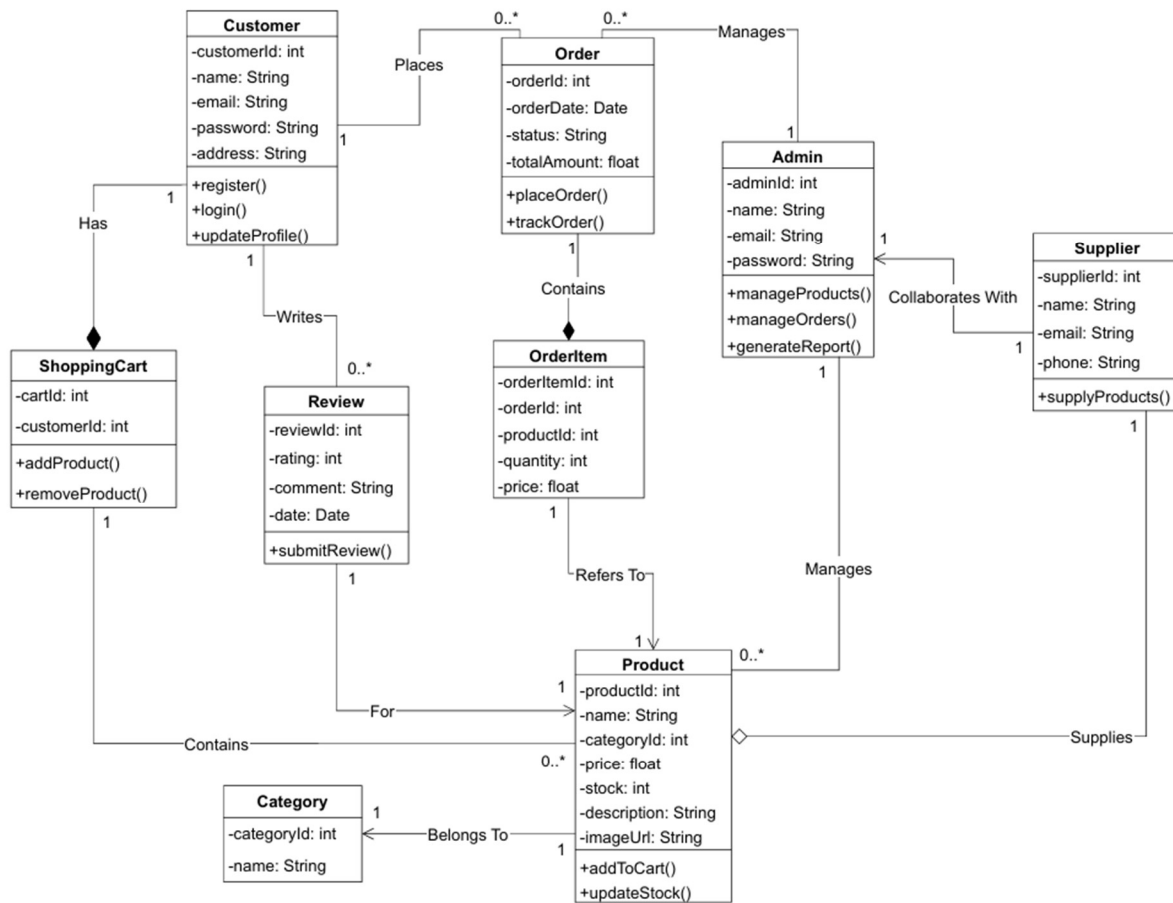 Customer
-customerId: int
-name: String
-email: String
-password: String
-address: String
+register()
+login()
+updateProfile()
1
1
1
Places
0..*
0..*
Manages
1
Order
-orderId: int
-orderDate: Date
-status: String
-totalAmount: float
+placeOrder()
+trackOrder()
1
Contains
Admin
-adminId: int
-name: String
-email: String
-password: String
+manageProducts()
+manageOrders()
+generateReport()
1
1
Collaborates With
1
Supplier
-supplierId: int
-name: String
-email: String
-phone: String
+supplyProducts()
1
Has
Writes
0..*
ShoppingCart
-cartId: int
-customerId: int
+addProduct()
+removeProduct()
1
Review
-reviewId: int
-rating: int
-comment: String
-date: Date
+submitReview()
1
OrderItem
-orderItemId: int
-orderId: int
-productId: int
-quantity: int
-price: float
1
Refers To
1
Manages
0..*
Product
-productId: int
-name: String
-categoryId: int
-price: float
-stock: int
-description: String
-imageUrl: String
+addToCart()
+updateStock()
1
For
Contains
0..*
Supplies
Category
-categoryId: int
-name: String
1
Belongs To
1